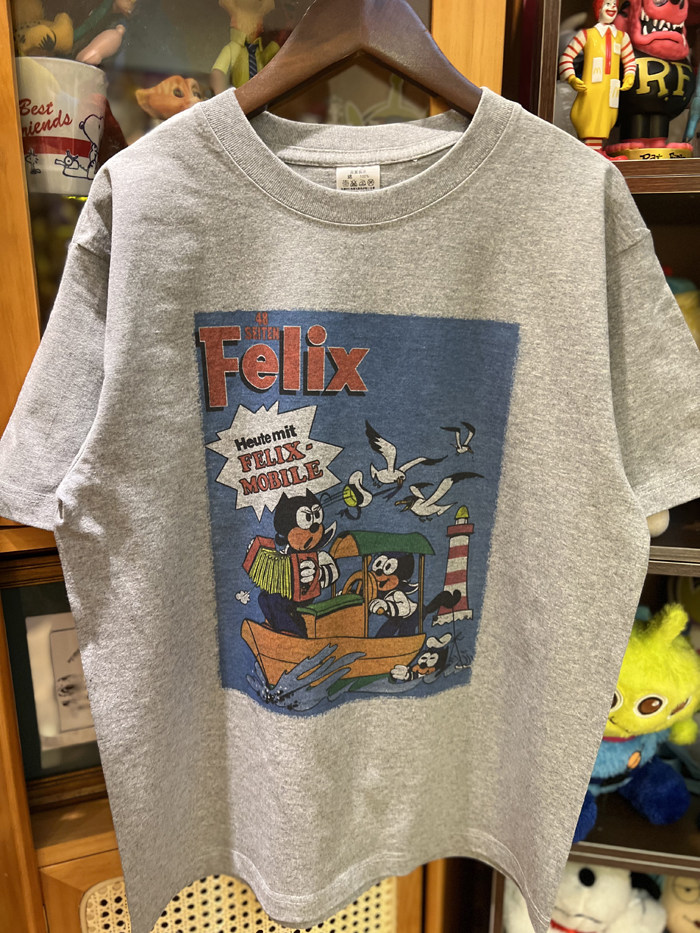 Best
Friends
R.F.
48
SEITEN
Felix
Heute mit
FELIX-
MOBILE